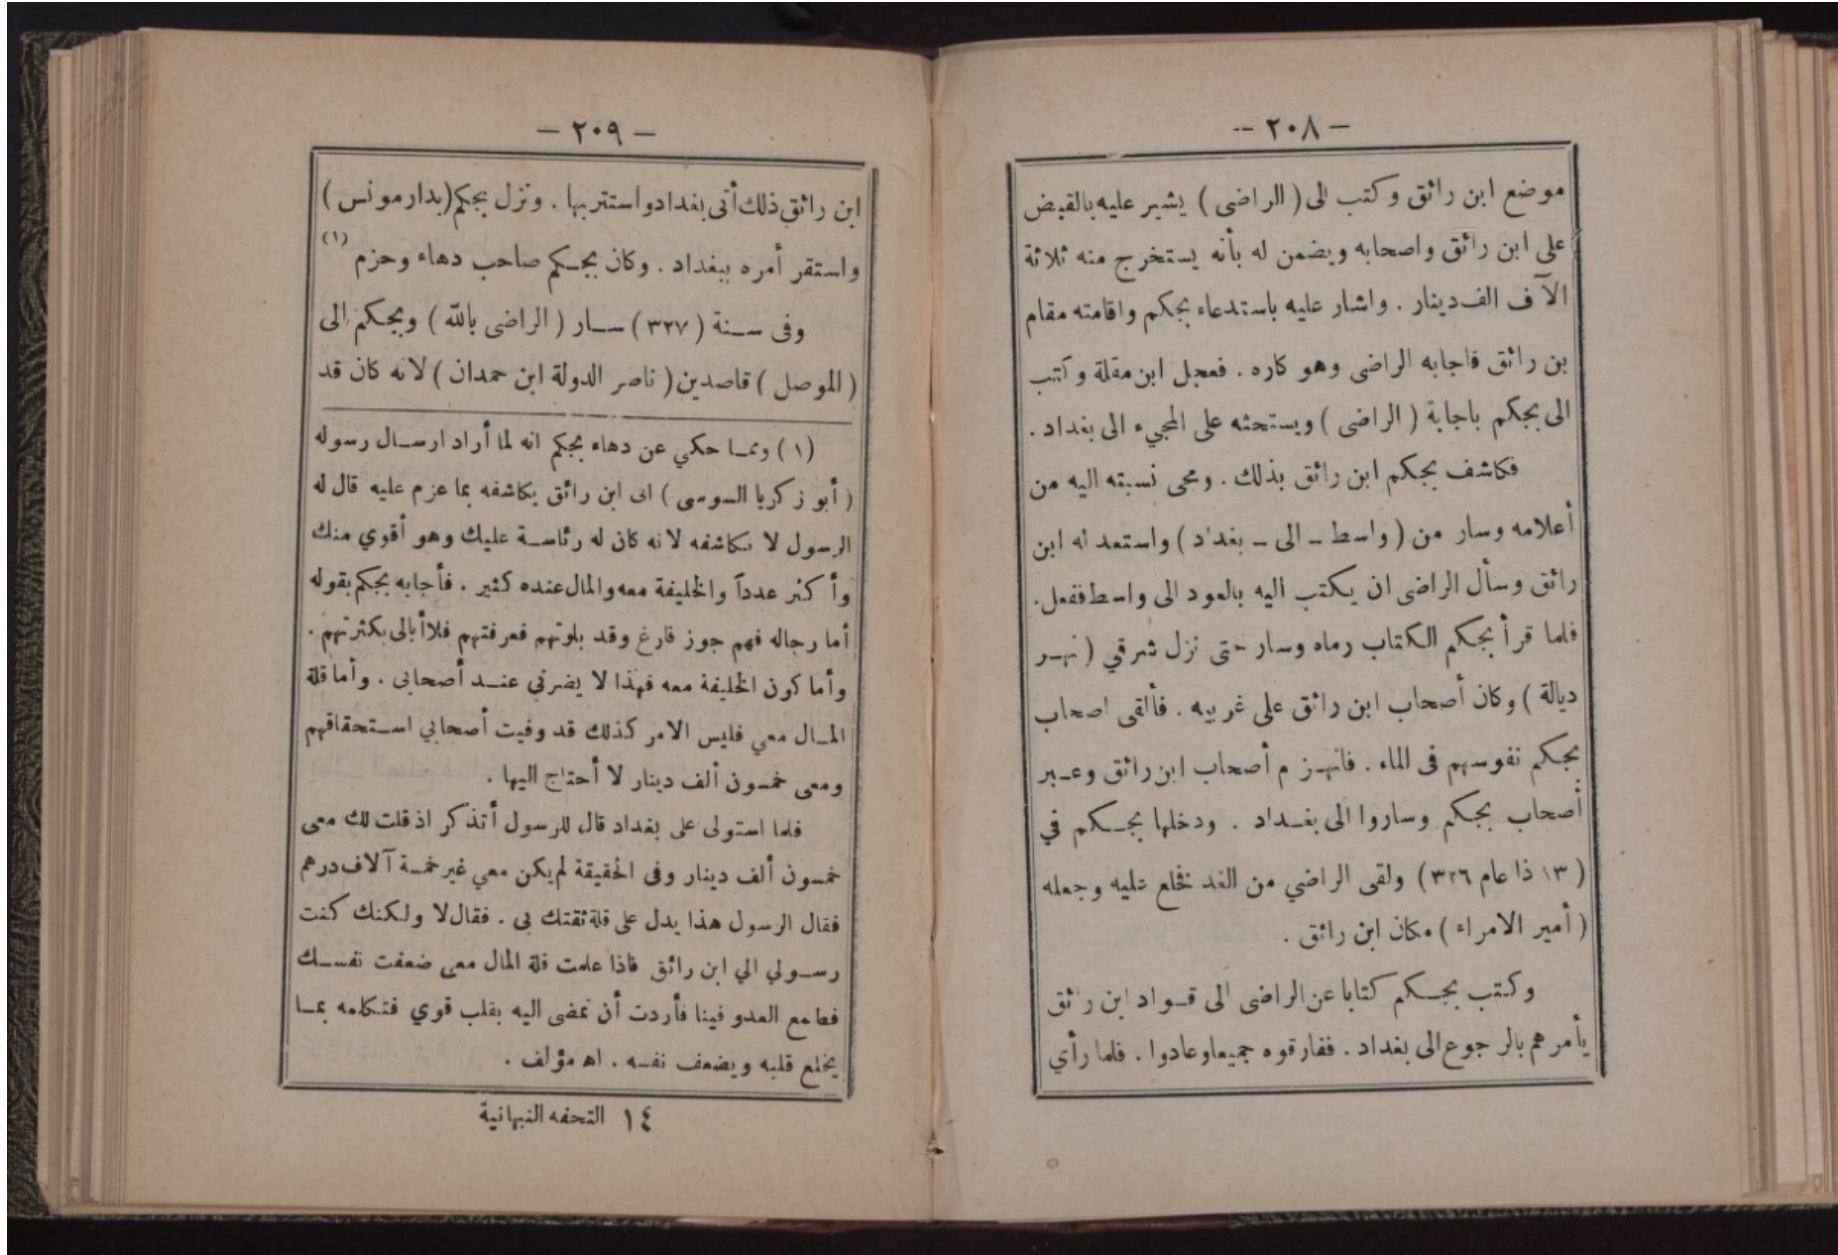 — ٢٠٨ —
موضع ابن رائق وكتب الى ( الراضى ) يشير عليه بالقبض
على ابن رائق واصحابه ويضمن له بأنه يستخرج منه ثلاثة
الآف الف دينار . واشار عليه باستدعاء بجكم واقامته مقام
بن رائق فاجابه الراضى وهو كاره . فعجل ابن مقلة وكتب
الى بجكم باجابة ( الراضى ) ويستحثه على المجيء الى بغداد .
فكاشف بجكم ابن رائق بذلك . ومحى نسبته اليه من
أعلامه وسار من ( واسط ـ الى ـ بغداد ) واستعد له ابن
رائق وسأل الراضى ان يكتب اليه بالعود الى واسط ففعل .
فلما قرأ بجكم الكتاب رماه وسار حتى نزل شرقي ( نهر
ديالة ) وكان أصحاب ابن رائق على غربيه . فألقى اصحاب
بجكم نفوسهم فى الماء . فانهزم أصحاب ابن رائق وعبر
أصحاب بجكم وساروا الى بغداد . ودخلها بجكم في
( ١٣ ذا عام ٣٢٦ ) ولقى الراضي من الغد نخلع عليه وجعله
( أمير الامراء ) مكان ابن رائق .
وكتب بجكم كتابا عن الراضى الى قواد ابن رائق
يأمرهم بالرجوع الى بغداد . ففارقوه جميعا وعادوا . فلما رأي
— ٢٠٩ —
ابن رائق ذلك أتى بغداد واستتر بها . ونزل بجكم ( بدار مونس )
واستقر أمره ببغداد . وكان بجكم صاحب دهاء وحزم (١)
وفى سنة ( ٣٢٧ ) سار ( الراضى بالله ) وبجكم الى
( الموصل ) قاصدين ( ناصر الدولة ابن حمدان ) لانه كان قد
(١) ومما حكي عن دهاء بجكم انه لما أراد ارسال رسوله
( أبو زكريا السوسى ) الى ابن رائق يكاشفه بما عزم عليه قال له
الرسول لا تكاشفه لانه كان له رئاسة عليك وهو أقوي منك
وأكثر عدداً والخليفة معه والمال عنده كثير . فأجابه بجكم بقوله
أما رجاله فهم جوز فارغ وقد بلوتهم فعرفتهم فلا أبالى بكثرتهم .
وأما كون الخليفة معه فهذا لا يضرني عند أصحابى . وأما قلة
المال معي فليس الامر كذلك قد وفيت أصحابي استحقاقهم
ومعى خمسون ألف دينار لا أحتاج اليها .
فلما استولى على بغداد قال للرسول أتذكر اذ قلت لك معى
خمسون ألف دينار وفى الحقيقة لم يكن معي غير خمسة آلاف درهم
فقال الرسول هذا يدل على قلة ثقتك بى . فقال لا ولكنك كنت
رسولي الي ابن رائق فاذا علمت قلة المال معى ضعفت نفسك
فطامع العدو فينا فأردت أن تمضى اليه بقلب قوي فتكلمه بما
يخلع قلبه ويضعف نفسه . اه مؤلف .
١٤ التحفه النبهانية